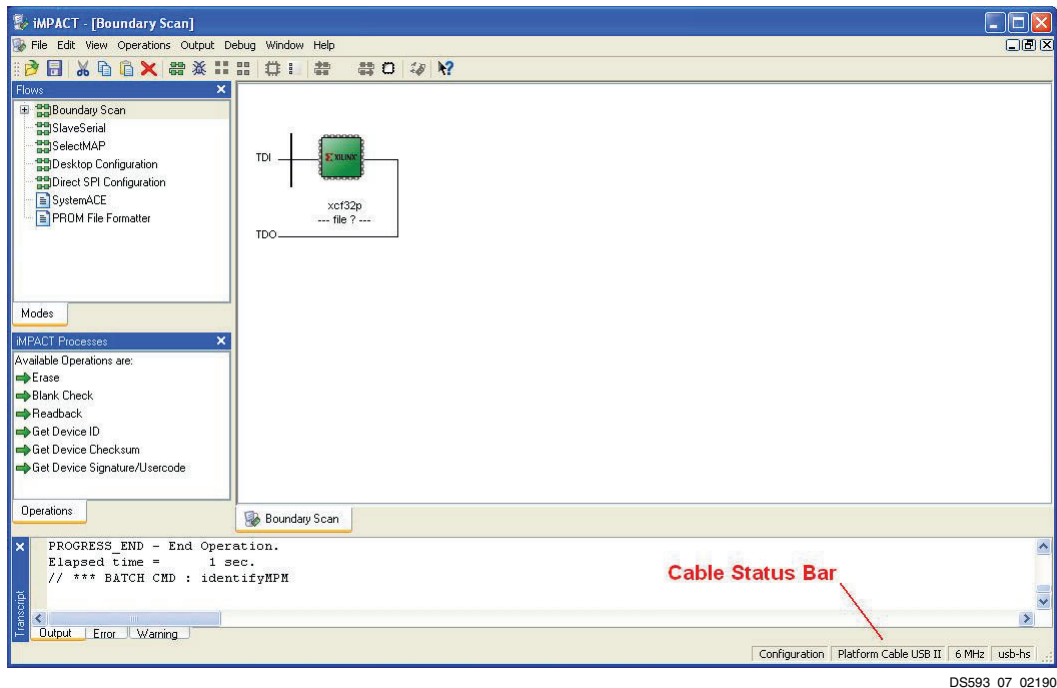 iMPACT - [Boundary Scan]
File Edit View Operations Output Debug Window Help
Flows
Boundary Scan
SlaveSerial
SelectMAP
Desktop Configuration
Direct SPI Configuration
SystemACE
PROM File Formatter
Modes
iMPACT Processes
Available Operations are:
Erase
Blank Check
Readback
Get Device ID
Get Device Checksum
Get Device Signature/Usercode
Operations
TDI
XILINX
xcf32p
--- file ? ---
TDO
Boundary Scan
PROGRESS_END - End Operation.
Elapsed time = 1 sec.
// *** BATCH CMD : identifyMPM
Cable Status Bar
Transcript
Output Error Warning
Configuration Platform Cable USB II 6 MHz usb-hs
DS593_07_02190